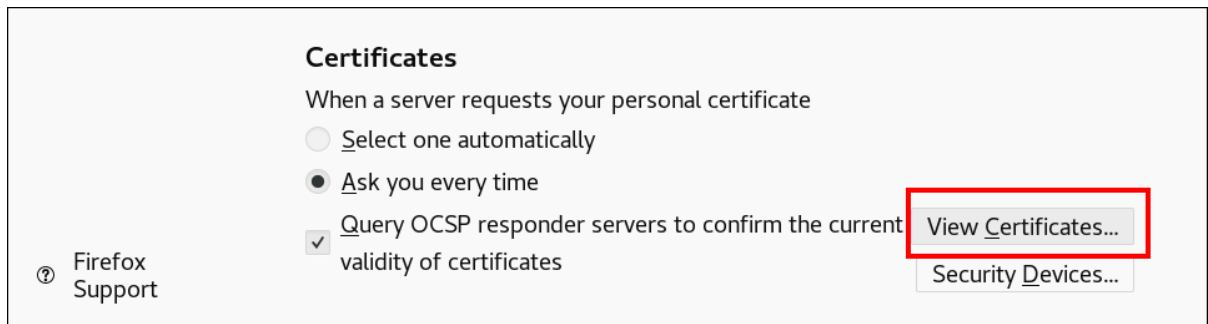 Certificates
When a server requests your personal certificate
Select one automatically
Ask you every time
Query OCSP responder servers to confirm the current
validity of certificates
View Certificates...
Security Devices...
Firefox
Support